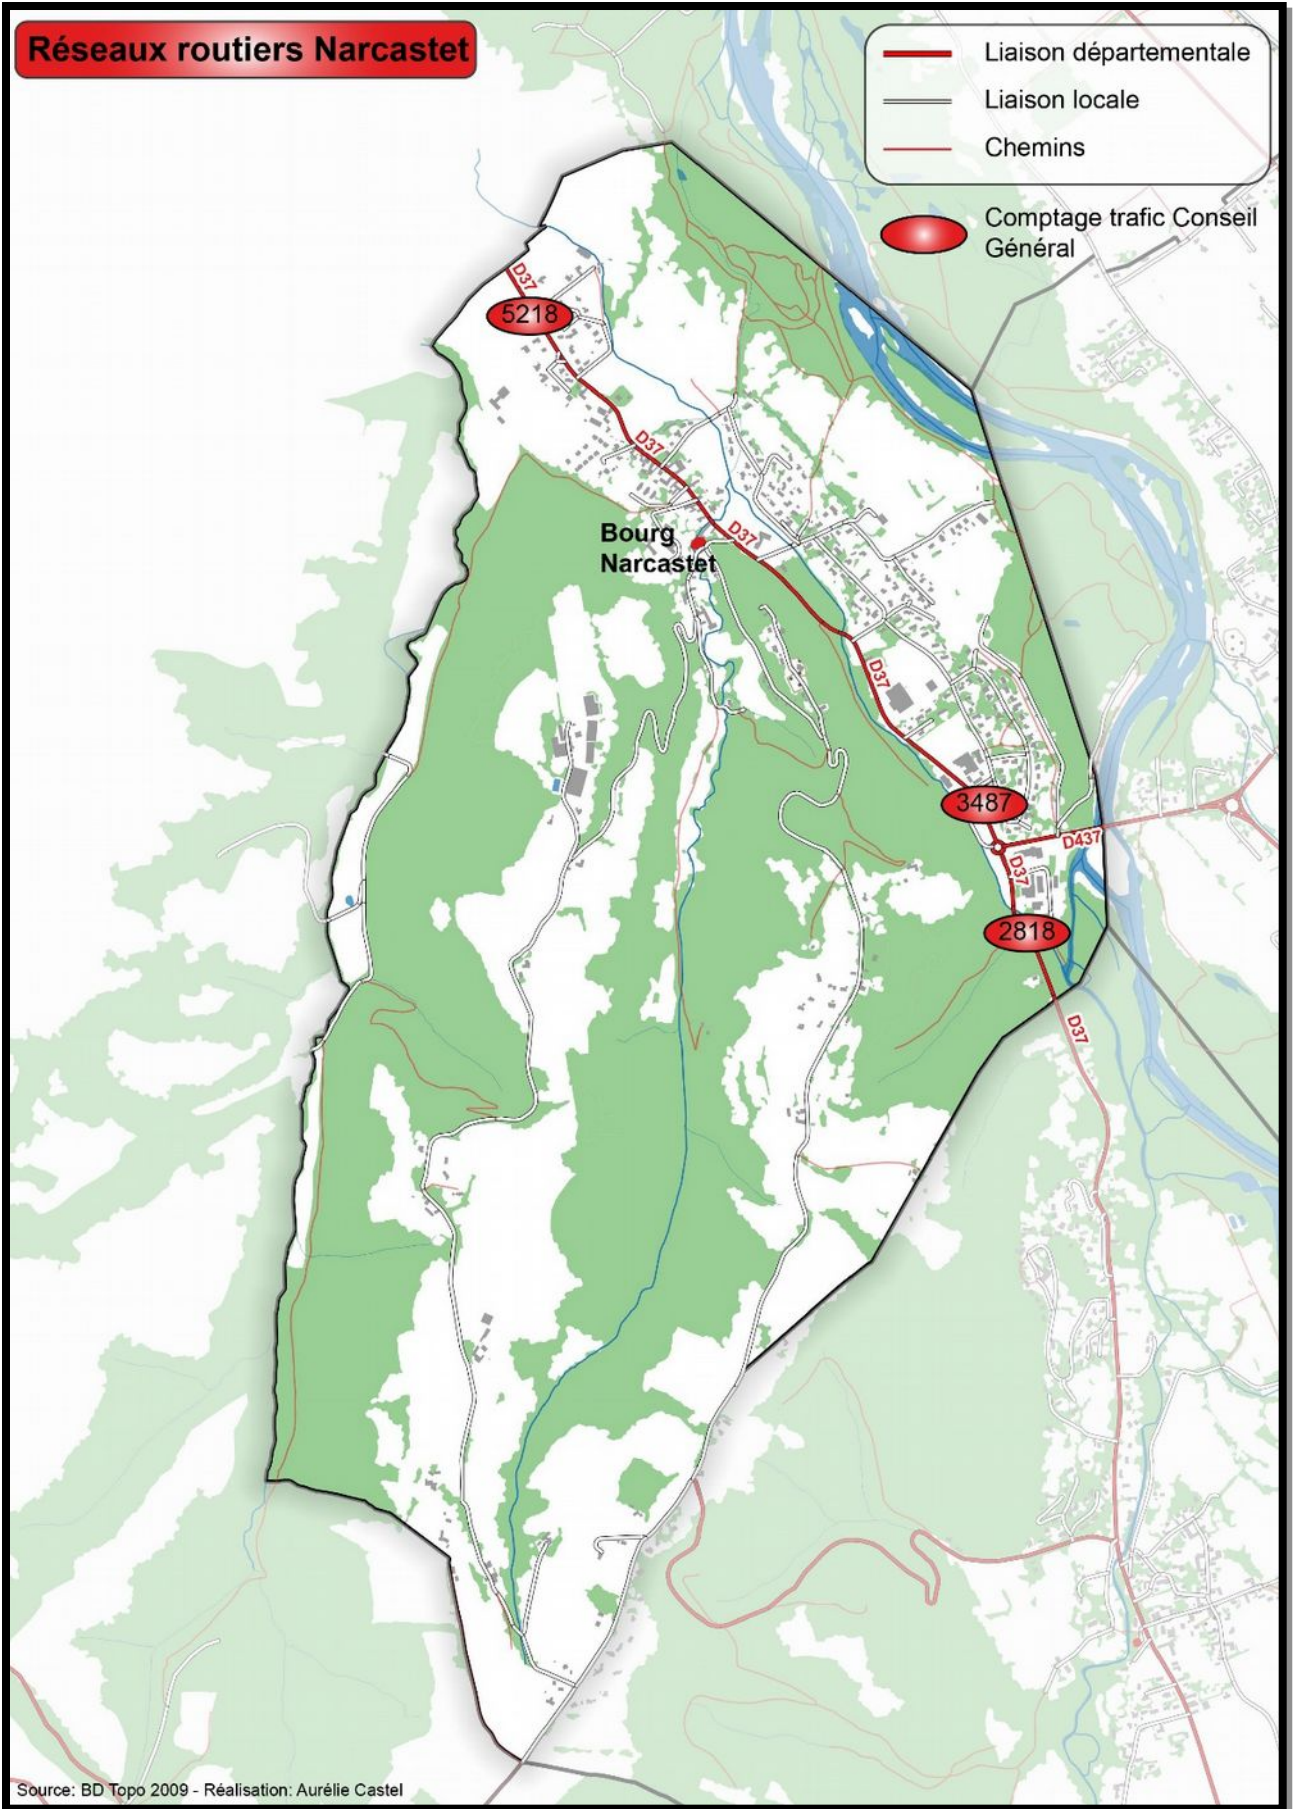 Réseaux routiers Narcastet
Liaison départementale
Liaison locale
Chemins
Comptage trafic Conseil
Général
D37
5218
D37
D37
Bourg
Narcastet
D37
3487
D437
D37
2818
D37
Source: BD Topo 2009 - Réalisation: Aurélie Castel